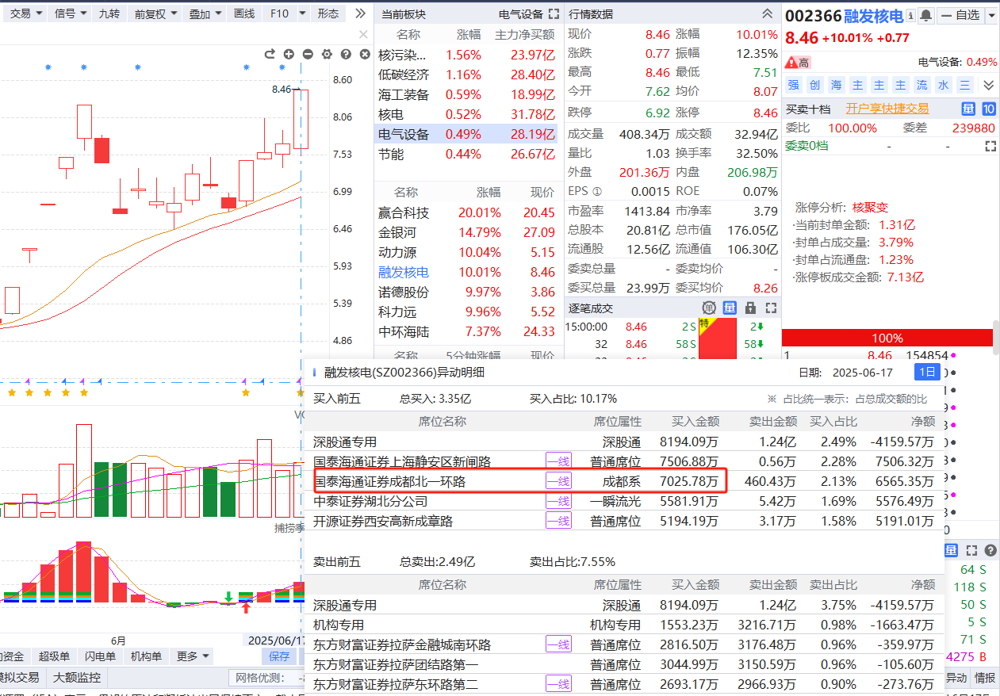 交易 信号 九转 前复权 叠加 画线 F10 形态
8.46
8.60
8.06
7.53
6.99
6.46
5.93
5.39
4.86
6月 2025/06/17
资金 超级单 闪电单 机构单 更多 保存
模拟交易 大额监控 网格优测:
当前板块 电气设备
名称 涨幅 主力净买额
核污染... 1.56% 23.97亿
低碳经济 1.16% 28.40亿
海工装备 0.59% 18.99亿
核电 0.52% 31.78亿
电气设备 0.49% 28.19亿
节能 0.44% 26.67亿
名称 涨幅 现价
赢合科技 20.01% 20.45
金银河 14.79% 27.09
动力源 10.04% 5.15
融发核电 10.01% 8.46
诺德股份 9.97% 3.86
科力远 9.96% 5.52
中环海陆 7.37% 24.33
名称 5分钟涨幅 现价
行情数据
现价 8.46 涨幅 10.01%
涨跌 0.77 振幅 12.35%
最高 8.46 最低 7.51
今开 7.62 均价 8.07
跌停 6.92 涨停 8.46
成交量 408.34万 成交额 32.94亿
量比 1.03 换手率 32.50%
外盘 201.36万 内盘 206.98万
EPS ① 0.0015 ROE 0.07%
市盈率 1413.84 市净率 3.79
总股本 20.81亿 总市值 176.05亿
流通股 12.56亿 流通值 106.30亿
委卖总量 - 委卖均价 -
委买总量 23.99万 委买均价 8.26
逐笔成交 单 量
15:00:00 8.46 2 S 特 2
32 8.46 58 S 58
002366 融发核电 自选
8.46 +10.01% +0.77
高 电气设备: 0.49%
强 创 海 主 主 主 流 水 三
买卖十档 开户享快捷交易 量 10
委比 100.00% 委差 239880
委卖0档 - -
涨停分析: 核聚变
·当前封单金额: 1.31亿
·封单占成交量: 3.79%
·封单占流通盘: 1.23%
·涨停板成交金额: 7.13亿
100%
1 8.46 154854
融发核电(SZ002366)异动明细 日期: 2025-06-17 1日
买入前五 总买入: 3.35亿 买入占比: 10.17% ※ 占比统一表示: 占总成交额的比
席位名称 席位属性 买入金额 卖出金额 买入占比 净额
深股通专用 深股通 8194.09万 1.24亿 2.49% -4159.57万
国泰海通证券上海静安区新闸路 一线 普通席位 7506.88万 0.56万 2.28% 7506.32万
国泰海通证券成都北一环路 一线 成都系 7025.78万 460.43万 2.13% 6565.35万
中泰证券湖北分公司 一线 一瞬流光 5581.91万 5.42万 1.69% 5576.49万
开源证券西安高新成章路 一线 普通席位 5194.19万 3.17万 1.58% 5191.01万
卖出前五 总卖出:2.49亿 卖出占比:7.55%
席位名称 席位属性 买入金额 卖出金额 卖出占比 净额
深股通专用 深股通 8194.09万 1.24亿 3.75% -4159.57万
机构专用 机构专用 1553.23万 3216.71万 0.98% -1663.47万
东方财富证券拉萨金融城南环路 一线 普通席位 2816.50万 3176.48万 0.96% -359.97万
东方财富证券拉萨团结路第一 普通席位 3044.99万 3150.59万 0.96% -105.60万
东方财富证券拉萨东环路第二 一线 普通席位 2693.17万 2966.93万 0.90% -273.76万
量
64 S
118 S
50 S
5 S
71 S
4275 B
异动 情报